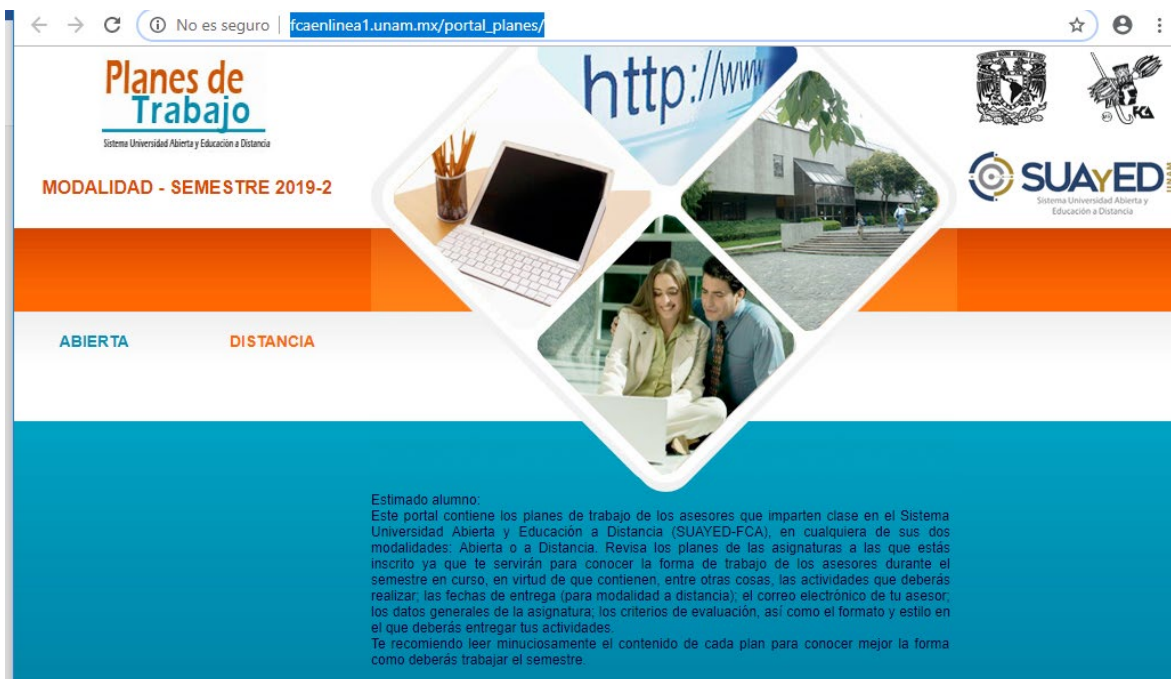 No es seguro | fcaenlinea1.unam.mx/portal_planes/
Planes de
Trabajo
Sistema Universidad Abierta y Educación a Distancia
MODALIDAD - SEMESTRE 2019-2
http://www
FCA
SUAYED
UNAM
Sistema Universidad Abierta y
Educación a Distancia
ABIERTA
DISTANCIA
Estimado alumno:
Este portal contiene los planes de trabajo de los asesores que imparten clase en el Sistema
Universidad Abierta y Educación a Distancia (SUAYED-FCA), en cualquiera de sus dos
modalidades: Abierta o a Distancia. Revisa los planes de las asignaturas a las que estás
inscrito ya que te servirán para conocer la forma de trabajo de los asesores durante el
semestre en curso, en virtud de que contienen, entre otras cosas, las actividades que deberás
realizar; las fechas de entrega (para modalidad a distancia); el correo electrónico de tu asesor;
los datos generales de la asignatura; los criterios de evaluación, así como el formato y estilo en
el que deberás entregar tus actividades.
Te recomiendo leer minuciosamente el contenido de cada plan para conocer mejor la forma
como deberás trabajar el semestre.